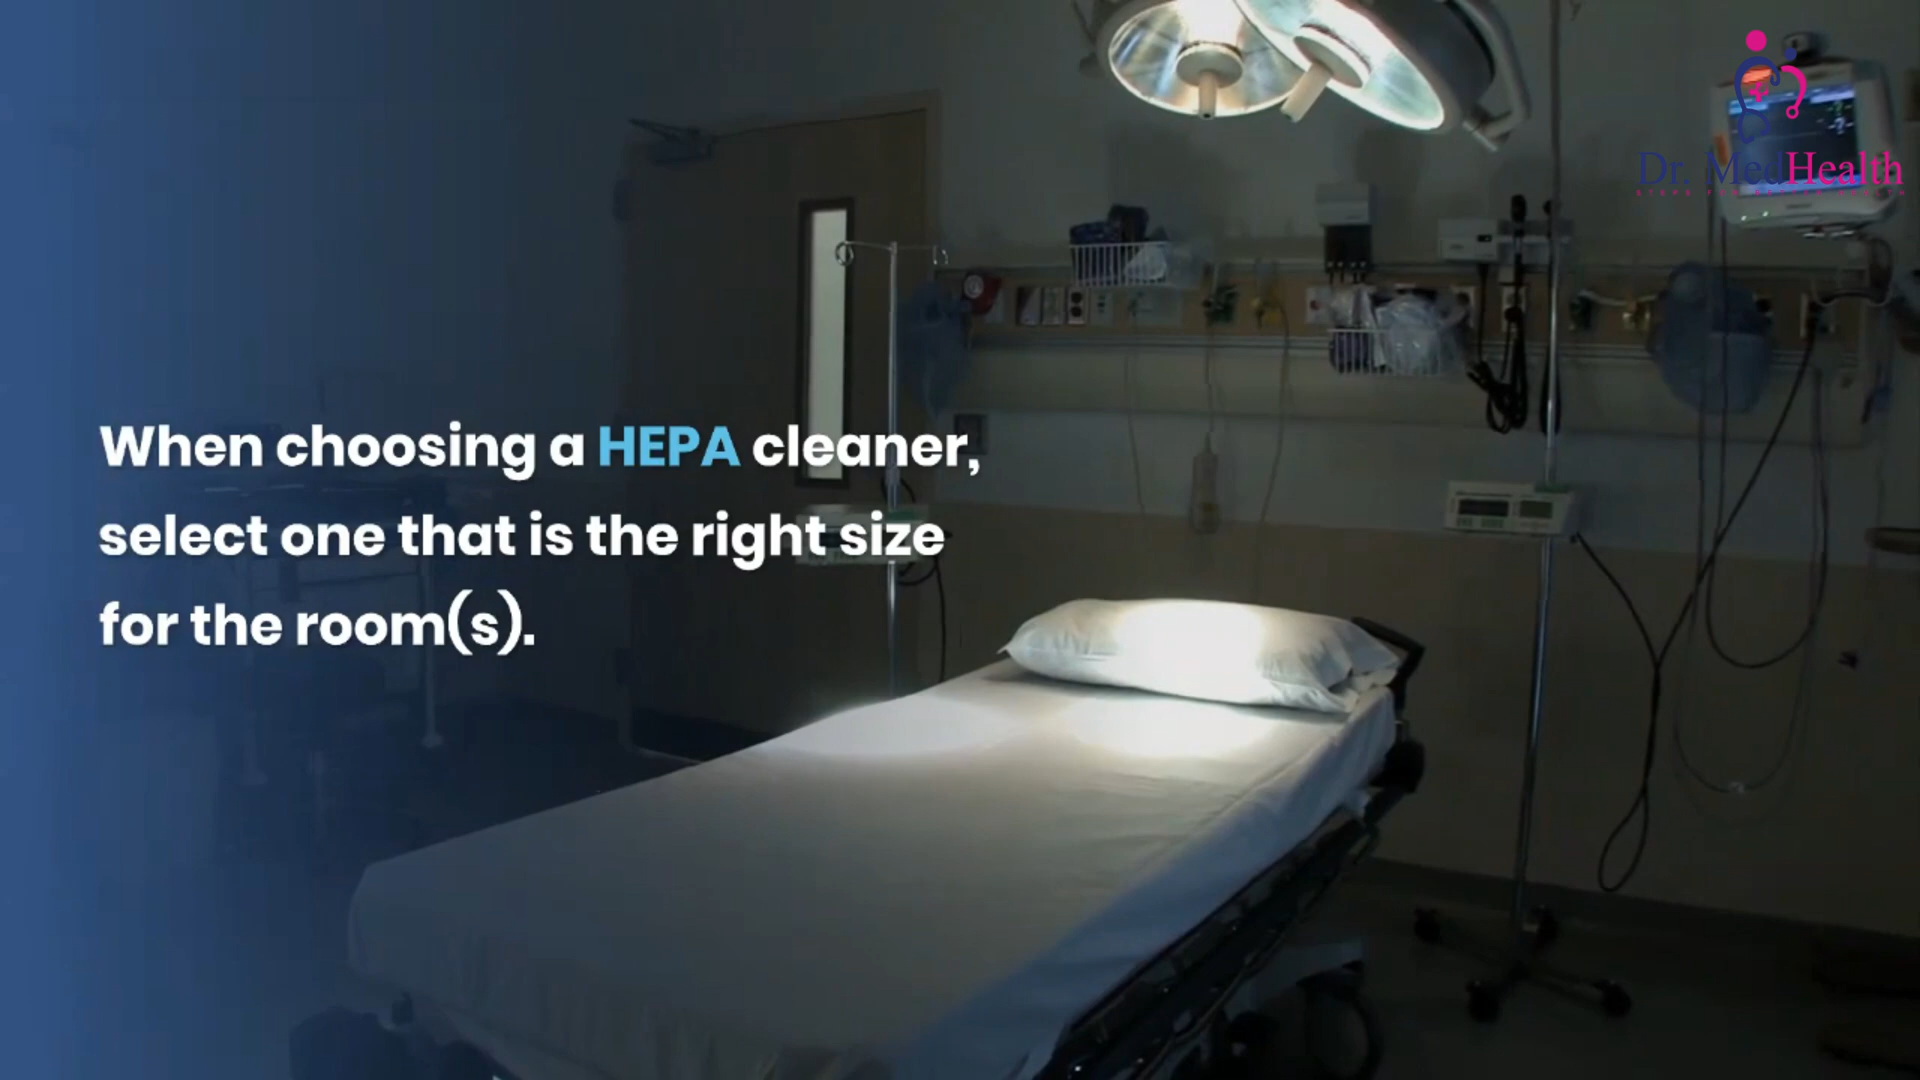 Dr. MedHealth
When choosing a HEPA cleaner,
select one that is the right size
for the room(s).